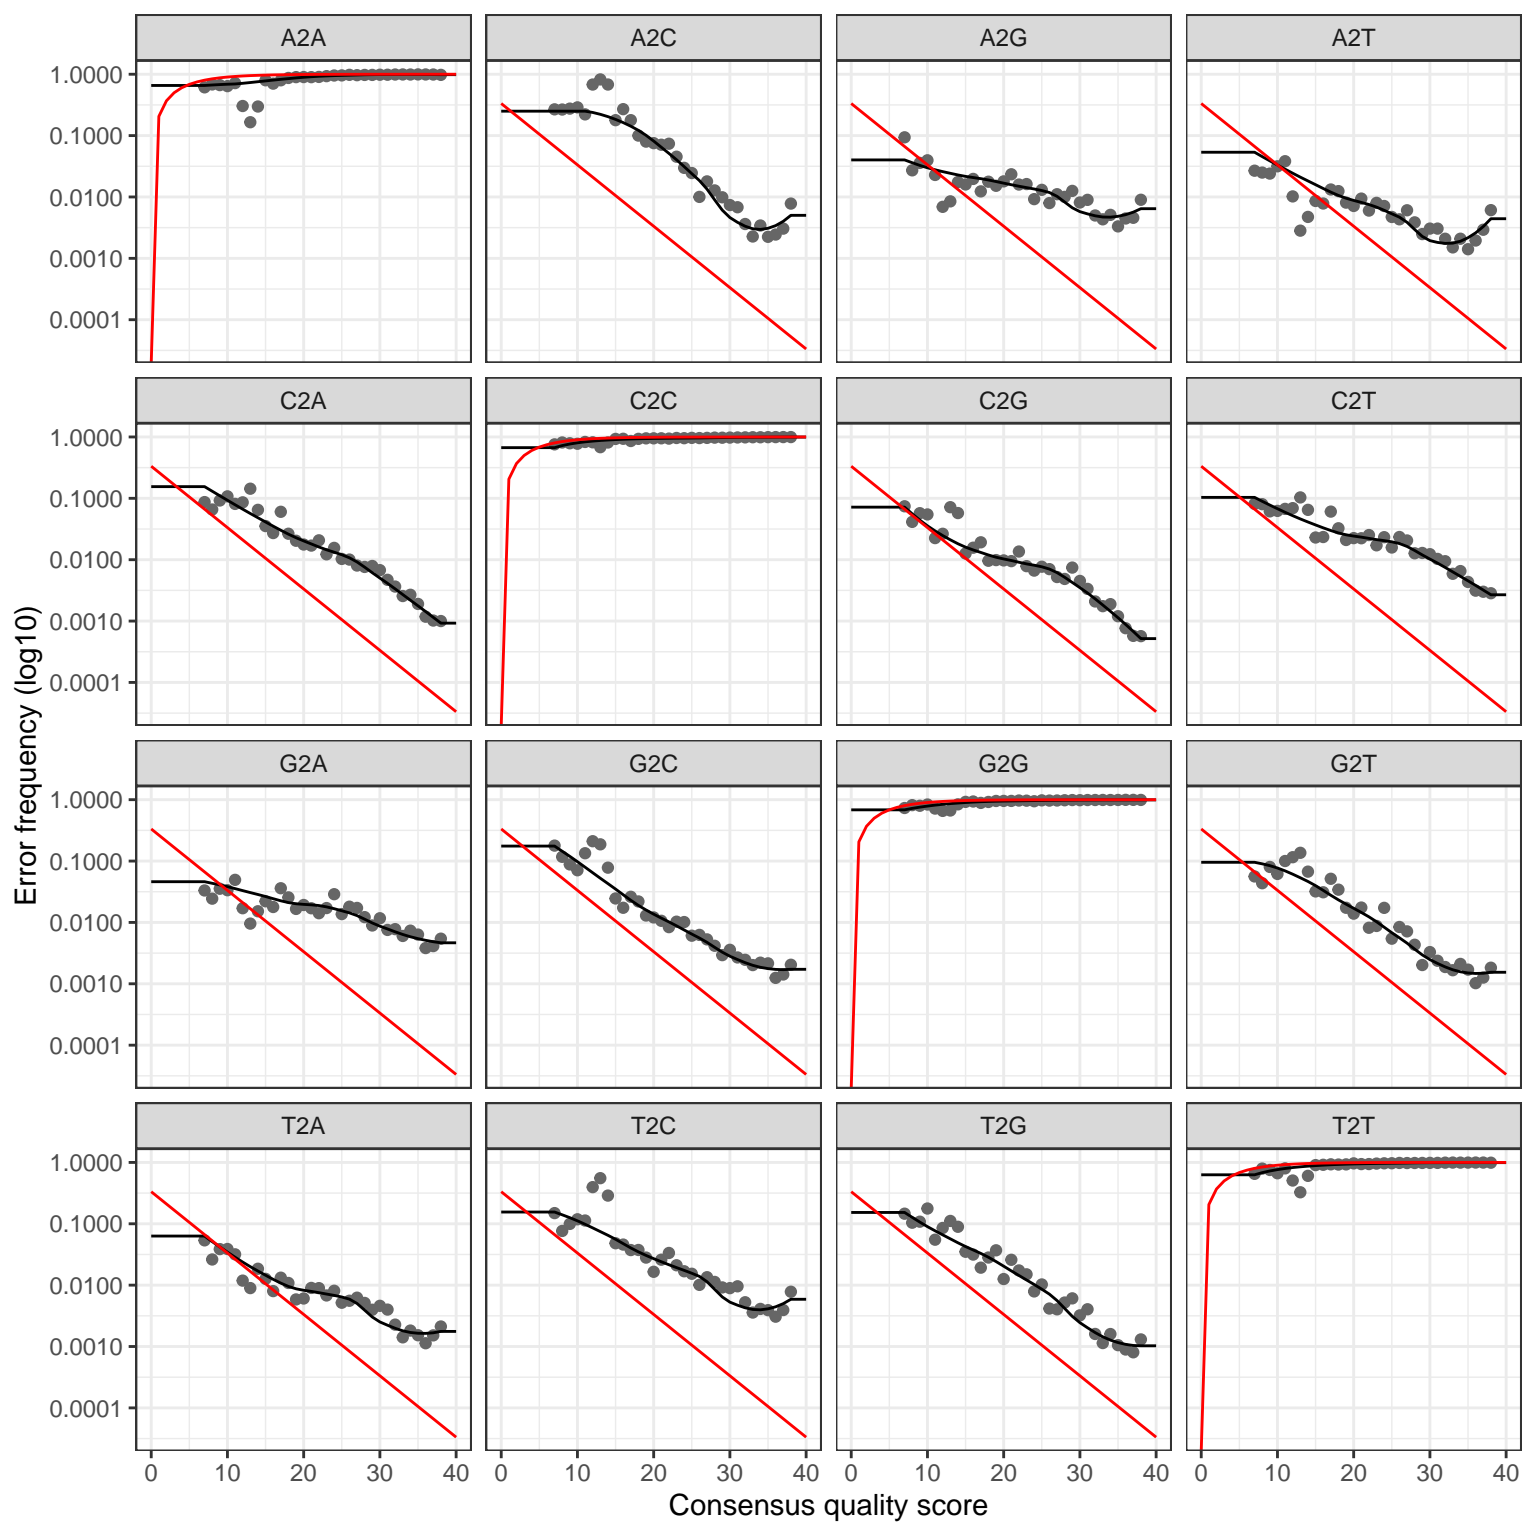 A2A A2C A2G A2T
1.0000
0.1000
0.0100
0.0010
0.0001
C2A C2C C2G C2T
1.0000
0.1000
0.0100
0.0010
0.0001
Error frequency (log10)
G2A G2C G2G G2T
1.0000
0.1000
0.0100
0.0010
0.0001
T2A T2C T2G T2T
1.0000
0.1000
0.0100
0.0010
0.0001
0 10 20 30 40 0 10 20 30 40 0 10 20 30 40 0 10 20 30 40
Consensus quality score